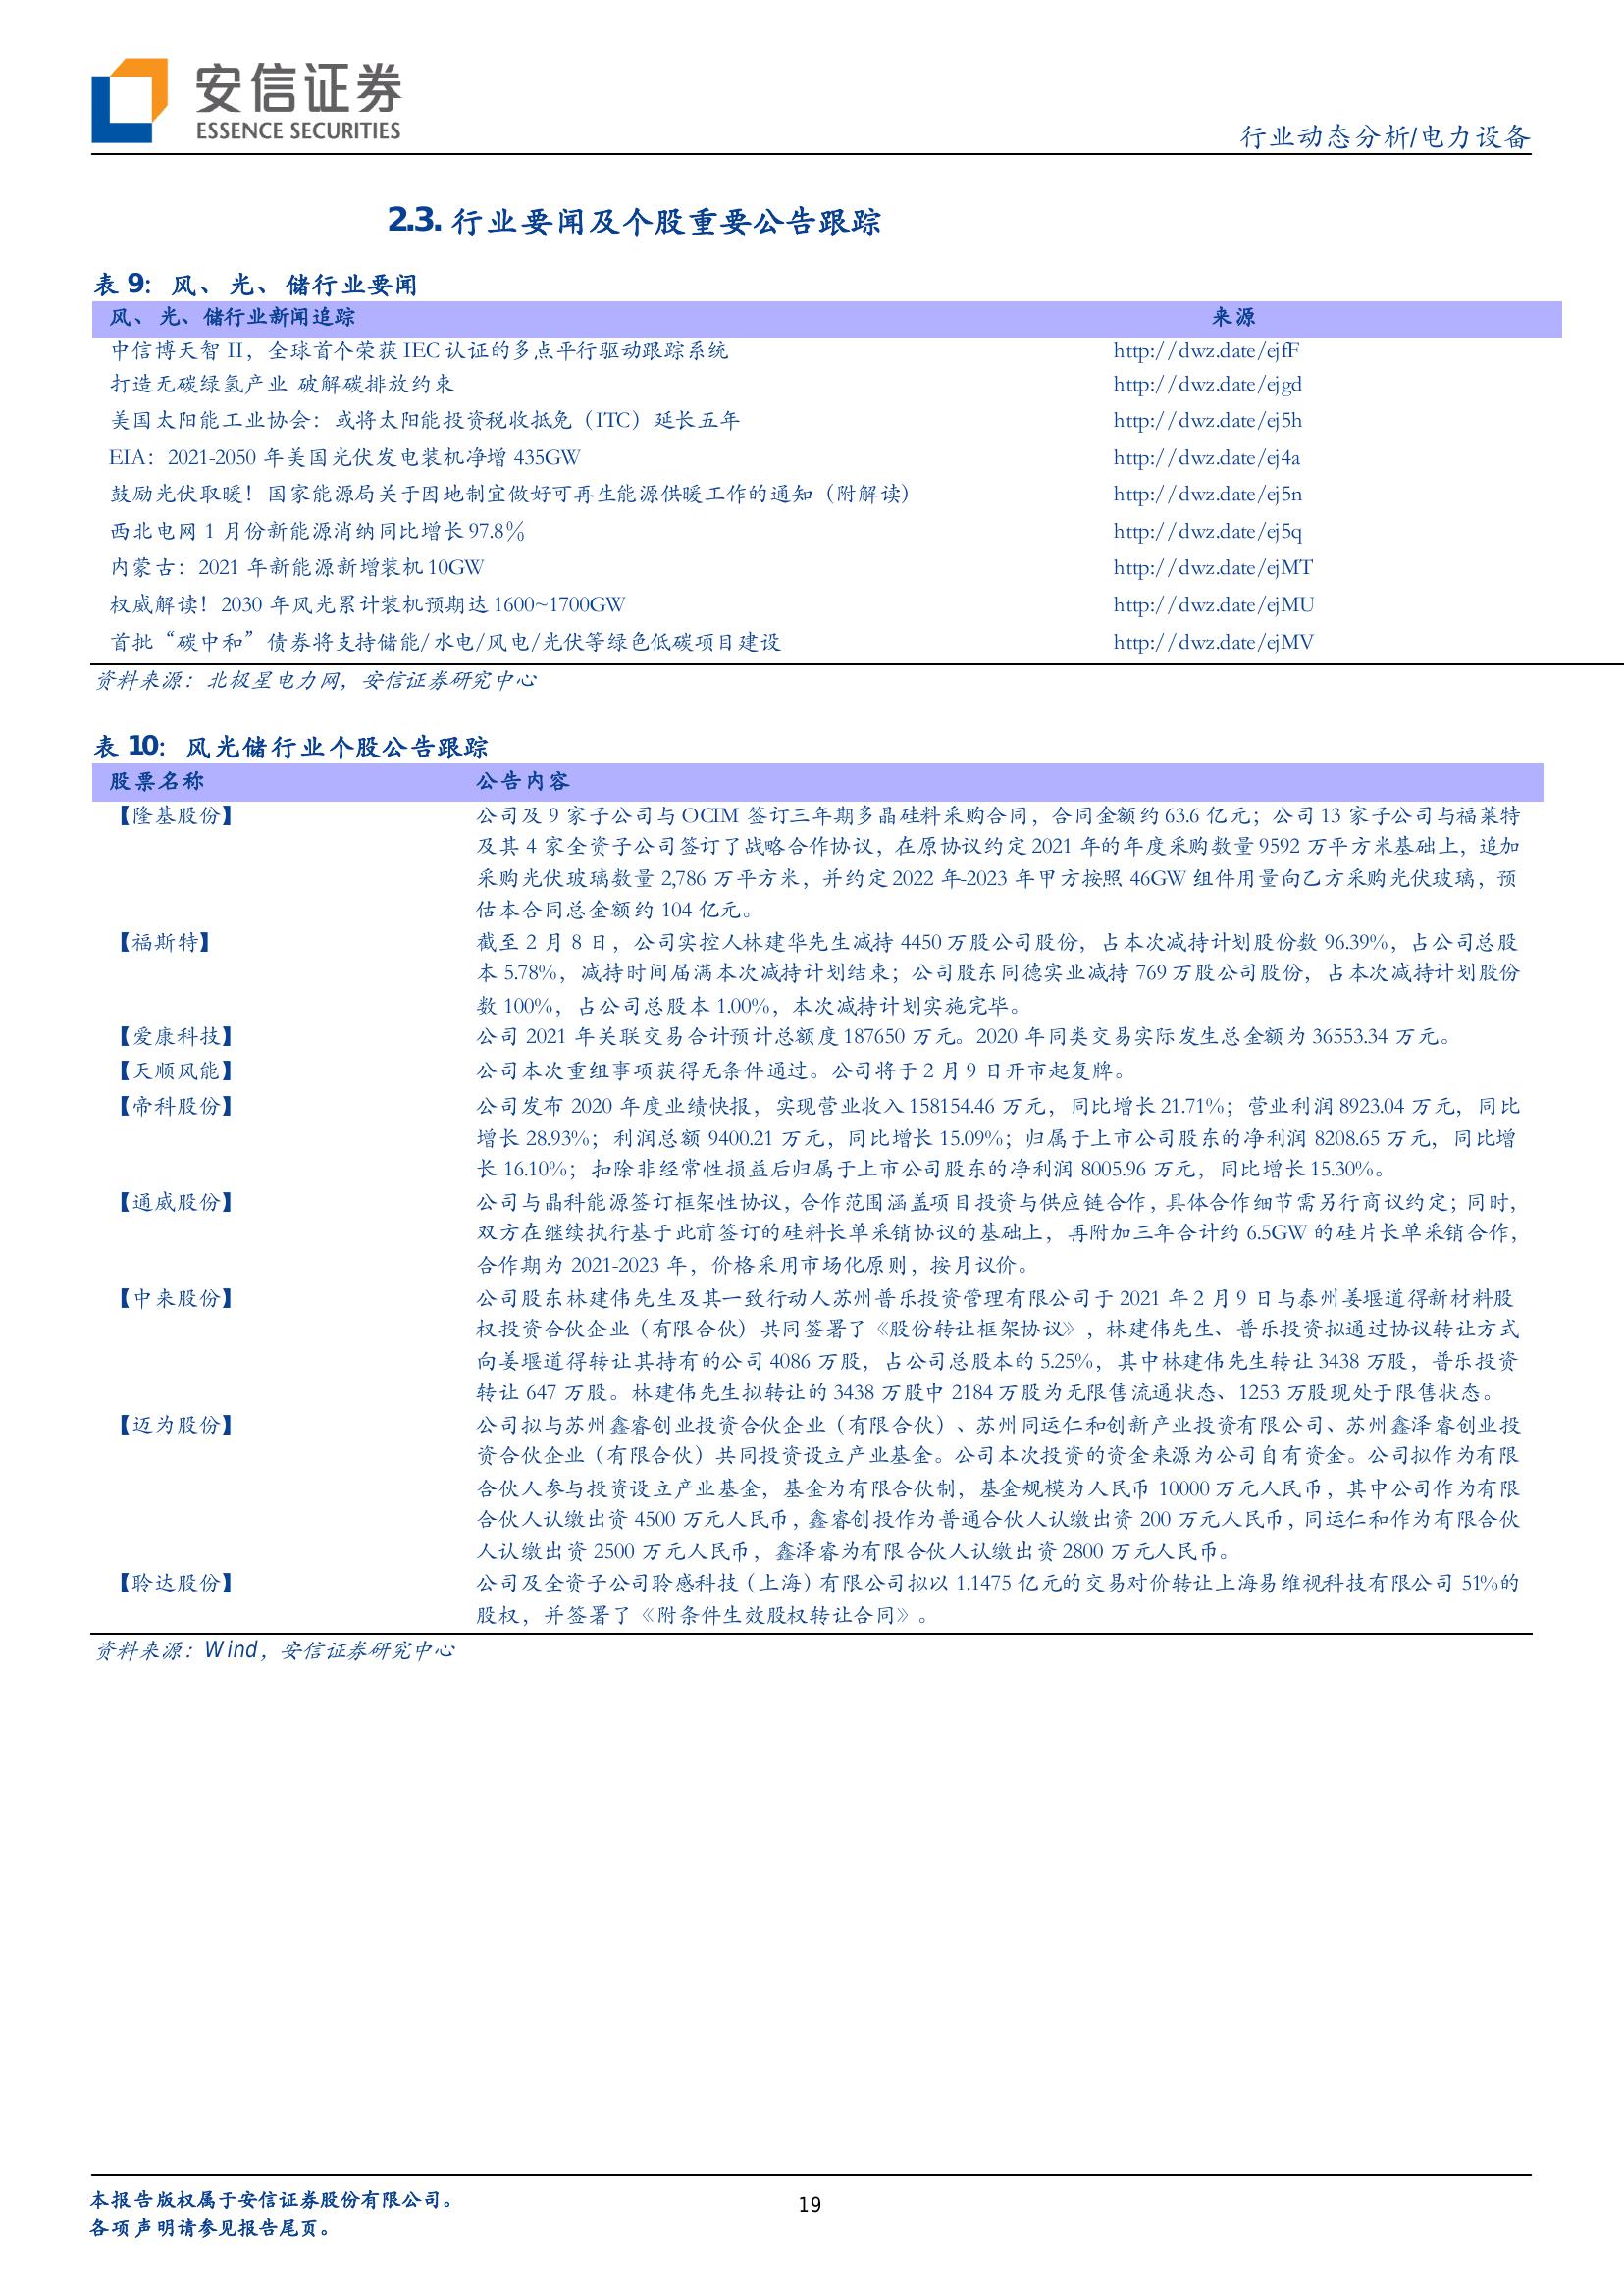 安信证券
ESSENCE SECURITIES
行业动态分析/电力设备
2.3. 行业要闻及个股重要公告跟踪
表 9：风、光、储行业要闻
风、光、储行业新闻追踪 来源
中信博天智 II，全球首个荣获 IEC 认证的多点平行驱动跟踪系统 http://dwz.date/ejfF
打造无碳绿氢产业 破解碳排放约束 http://dwz.date/ejgd
美国太阳能工业协会：或将太阳能投资税收抵免（ITC）延长五年 http://dwz.date/ej5h
EIA：2021-2050 年美国光伏发电装机净增 435GW http://dwz.date/ej4a
鼓励光伏取暖！国家能源局关于因地制宜做好可再生能源供暖工作的通知（附解读） http://dwz.date/ej5n
西北电网 1 月份新能源消纳同比增长 97.8% http://dwz.date/ej5q
内蒙古：2021 年新能源新增装机 10GW http://dwz.date/ejMT
权威解读！2030 年风光累计装机预期达 1600~1700GW http://dwz.date/ejMU
首批“碳中和”债券将支持储能/水电/风电/光伏等绿色低碳项目建设 http://dwz.date/ejMV
资料来源：北极星电力网，安信证券研究中心
表 10：风光储行业个股公告跟踪
股票名称 公告内容
【隆基股份】 公司及 9 家子公司与 OCIM 签订三年期多晶硅料采购合同，合同金额约 63.6 亿元；公司 13 家子公司与福莱特
及其 4 家全资子公司签订了战略合作协议，在原协议约定 2021 年的年度采购数量 9592 万平方米基础上，追加
采购光伏玻璃数量 2,786 万平方米，并约定 2022 年-2023 年甲方按照 46GW 组件用量向乙方采购光伏玻璃，预
估本合同总金额约 104 亿元。
【福斯特】 截至 2 月 8 日，公司实控人林建华先生减持 4450 万股公司股份，占本次减持计划股份数 96.39%，占公司总股
本 5.78%，减持时间届满本次减持计划结束；公司股东同德实业减持 769 万股公司股份，占本次减持计划股份
数 100%，占公司总股本 1.00%，本次减持计划实施完毕。
【爱康科技】 公司 2021 年关联交易合计预计总额度 187650 万元。2020 年同类交易实际发生总金额为 36553.34 万元。
【天顺风能】 公司本次重组事项获得无条件通过。公司将于 2 月 9 日开市起复牌。
【帝科股份】 公司发布 2020 年度业绩快报，实现营业收入 158154.46 万元，同比增长 21.71%；营业利润 8923.04 万元，同比
增长 28.93%；利润总额 9400.21 万元，同比增长 15.09%；归属于上市公司股东的净利润 8208.65 万元，同比增
长 16.10%；扣除非经常性损益后归属于上市公司股东的净利润 8005.96 万元，同比增长 15.30%。
【通威股份】 公司与晶科能源签订框架性协议，合作范围涵盖项目投资与供应链合作，具体合作细节需另行商议约定；同时，
双方在继续执行基于此前签订的硅料长单采销协议的基础上，再附加三年合计约 6.5GW 的硅片长单采销合作，
合作期为 2021-2023 年，价格采用市场化原则，按月议价。
【中来股份】 公司股东林建伟先生及其一致行动人苏州普乐投资管理有限公司于 2021 年 2 月 9 日与泰州姜堰道得新材料股
权投资合伙企业（有限合伙）共同签署了《股份转让框架协议》，林建伟先生、普乐投资拟通过协议转让方式
向姜堰道得转让其持有的公司 4086 万股，占公司总股本的 5.25%，其中林建伟先生转让 3438 万股，普乐投资
转让 647 万股。林建伟先生拟转让的 3438 万股中 2184 万股为无限售流通状态、1253 万股现处于限售状态。
【迈为股份】 公司拟与苏州鑫睿创业投资合伙企业（有限合伙）、苏州同运仁和创新产业投资有限公司、苏州鑫泽睿创业投
资合伙企业（有限合伙）共同投资设立产业基金。公司本次投资的资金来源为公司自有资金。公司拟作为有限
合伙人参与投资设立产业基金，基金为有限合伙制，基金规模为人民币 10000 万元人民币，其中公司作为有限
合伙人认缴出资 4500 万元人民币，鑫睿创投作为普通合伙人认缴出资 200 万元人民币，同运仁和作为有限合伙
人认缴出资 2500 万元人民币，鑫泽睿为有限合伙人认缴出资 2800 万元人民币。
【聆达股份】 公司及全资子公司聆感科技（上海）有限公司拟以 1.1475 亿元的交易对价转让上海易维视科技有限公司 51%的
股权，并签署了《附条件生效股权转让合同》。
资料来源：Wind，安信证券研究中心
本报告版权属于安信证券股份有限公司。
各项声明请参见报告尾页。
19